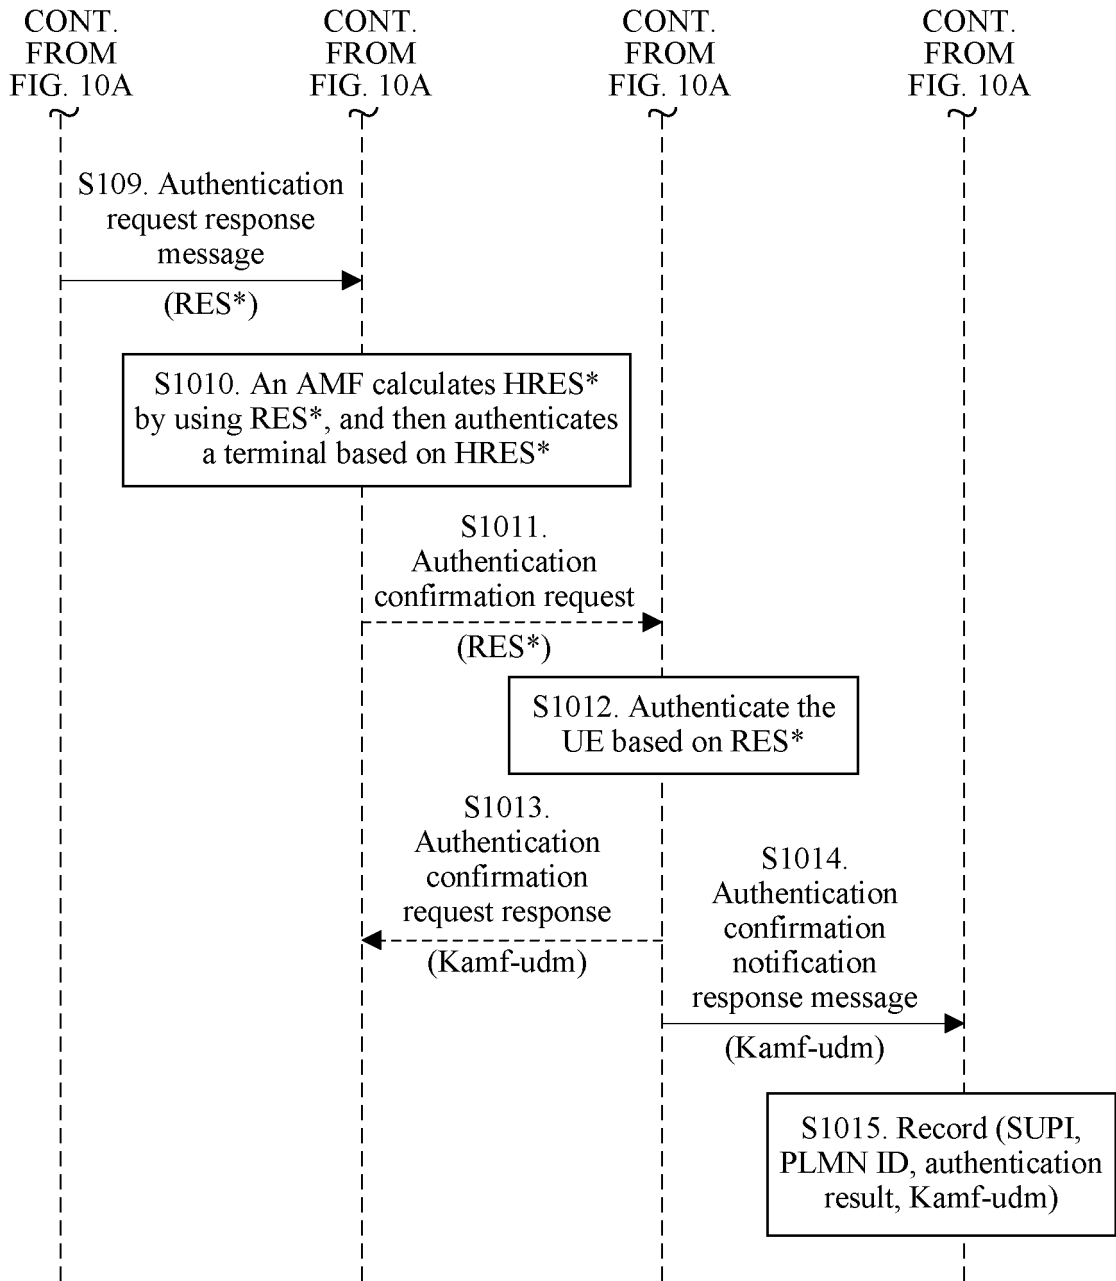 CONT.
FROM
FIG. 10A
CONT.
FROM
FIG. 10A
CONT.
FROM
FIG. 10A
CONT.
FROM
FIG. 10A
S109. Authentication
request response
message
(RES*)
S1010. An AMF calculates HRES*
by using RES*, and then authenticates
a terminal based on HRES*
S1011.
Authentication
confirmation request
(RES*)
S1012. Authenticate the
UE based on RES*
S1013.
Authentication
confirmation
request response
(Kamf-udm)
S1014.
Authentication
confirmation
notification
response message
(Kamf-udm)
S1015. Record (SUPI,
PLMN ID, authentication
result, Kamf-udm)